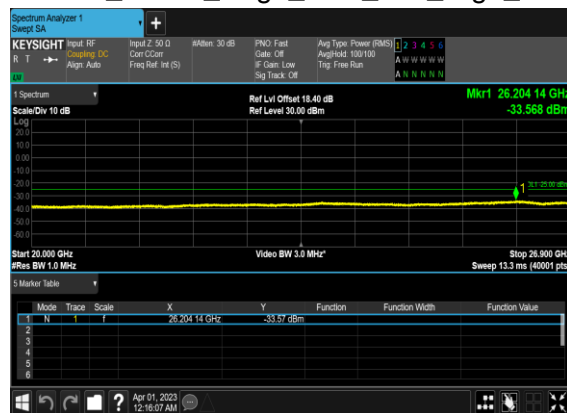 Spectrum Analyzer 1
Swept SA
+
KEYSIGHT
R T
Input: RF
Coupling: DC
Align: Auto
Input Z: 50 Ω
Corr CCorr
Freq Ref: Int (S)
#Atten: 30 dB
PNO: Fast
Gate: Off
IF Gain: Low
Sig Track: Off
Avg Type: Power (RMS)
Avg|Hold: 100/100
Trig: Free Run
1 2 3 4 5 6
A W W W W W
A N N N N N
1 Spectrum
Scale/Div 10 dB
Ref Lvl Offset 18.40 dB
Ref Level 30.00 dBm
Mkr1 26.204 14 GHz
-33.568 dBm
Log
20.0
10.0
0.00
-10.0
-20.0
-30.0
-40.0
-50.0
-60.0
1
Start 20.000 GHz
#Res BW 1.0 MHz
Video BW 3.0 MHz*
Stop 26.900 GHz
Sweep 13.3 ms (40001 pts)
5 Marker Table
Mode Trace Scale X Y Function Function Width Function Value
1 N 1 f 26.204 14 GHz -33.57 dBm
2
3
4
5
6
?
Apr 01, 2023
12:16:07 AM